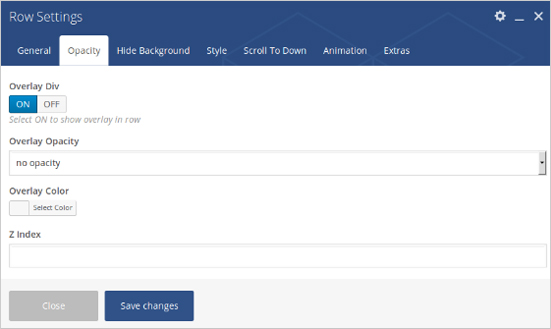 Row Settings
General Opacity Hide Background Style Scroll To Down Animation Extras
Overlay Div
ON OFF
Select ON to show overlay in row
Overlay Opacity
no opacity
Overlay Color
Select Color
Z Index
Close Save changes